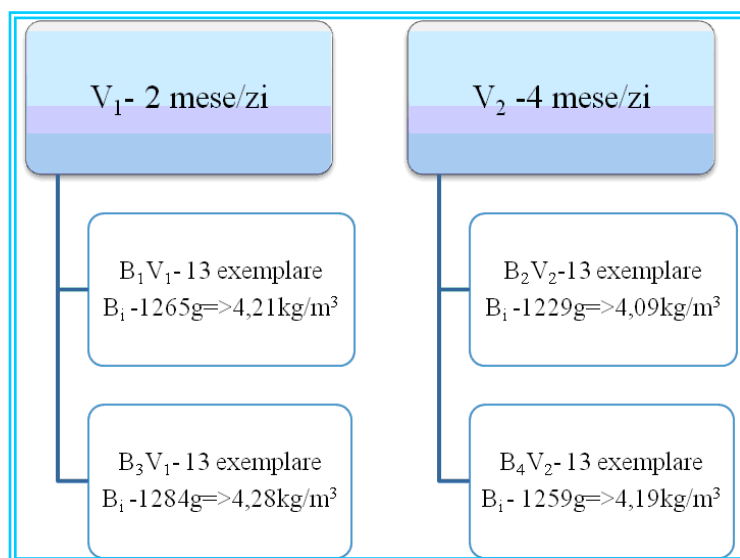 V₁- 2 mese/zi
B₁V₁- 13 exemplare
Bᵢ -1265g=>4,21kg/m³
B₃V₁- 13 exemplare
Bᵢ -1284g=>4,28kg/m³
V₂ -4 mese/zi
B₂V₂-13 exemplare
Bᵢ -1229g=>4,09kg/m³
B₄V₂-13 exemplare
Bᵢ - 1259g=>4,19kg/m³